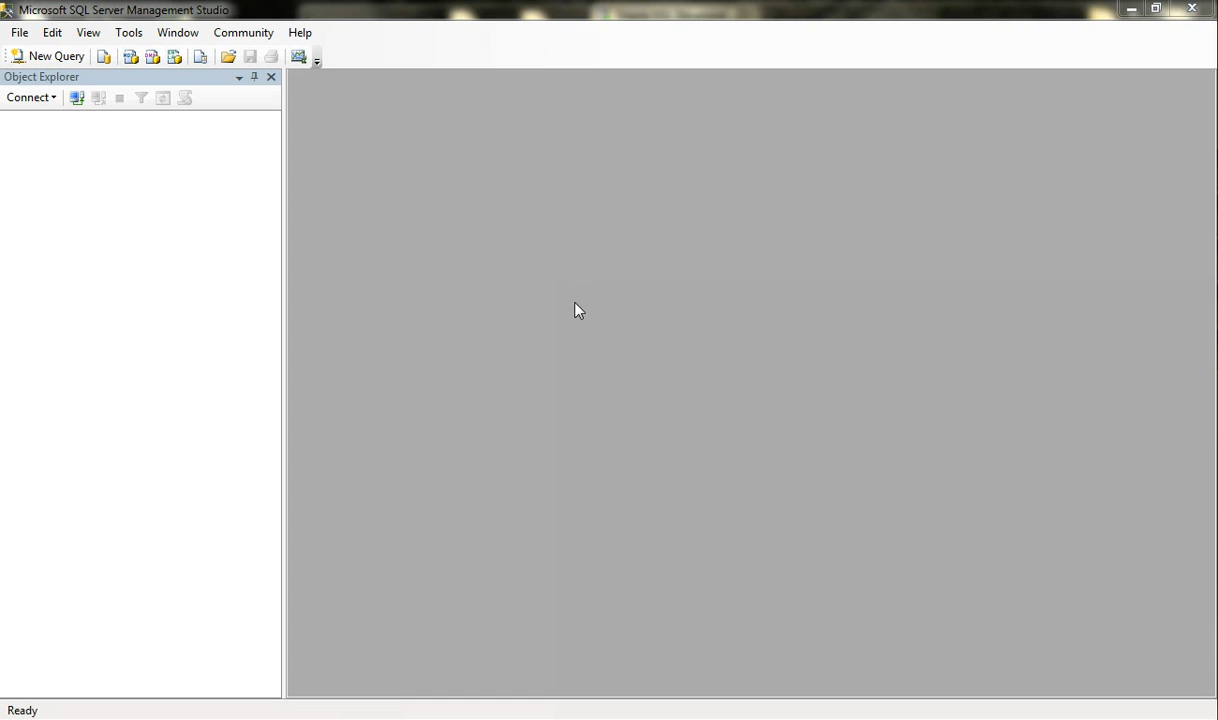 Microsoft SQL Server Management Studio
File Edit View Tools Window Community Help
New Query
Object Explorer
Connect
Ready